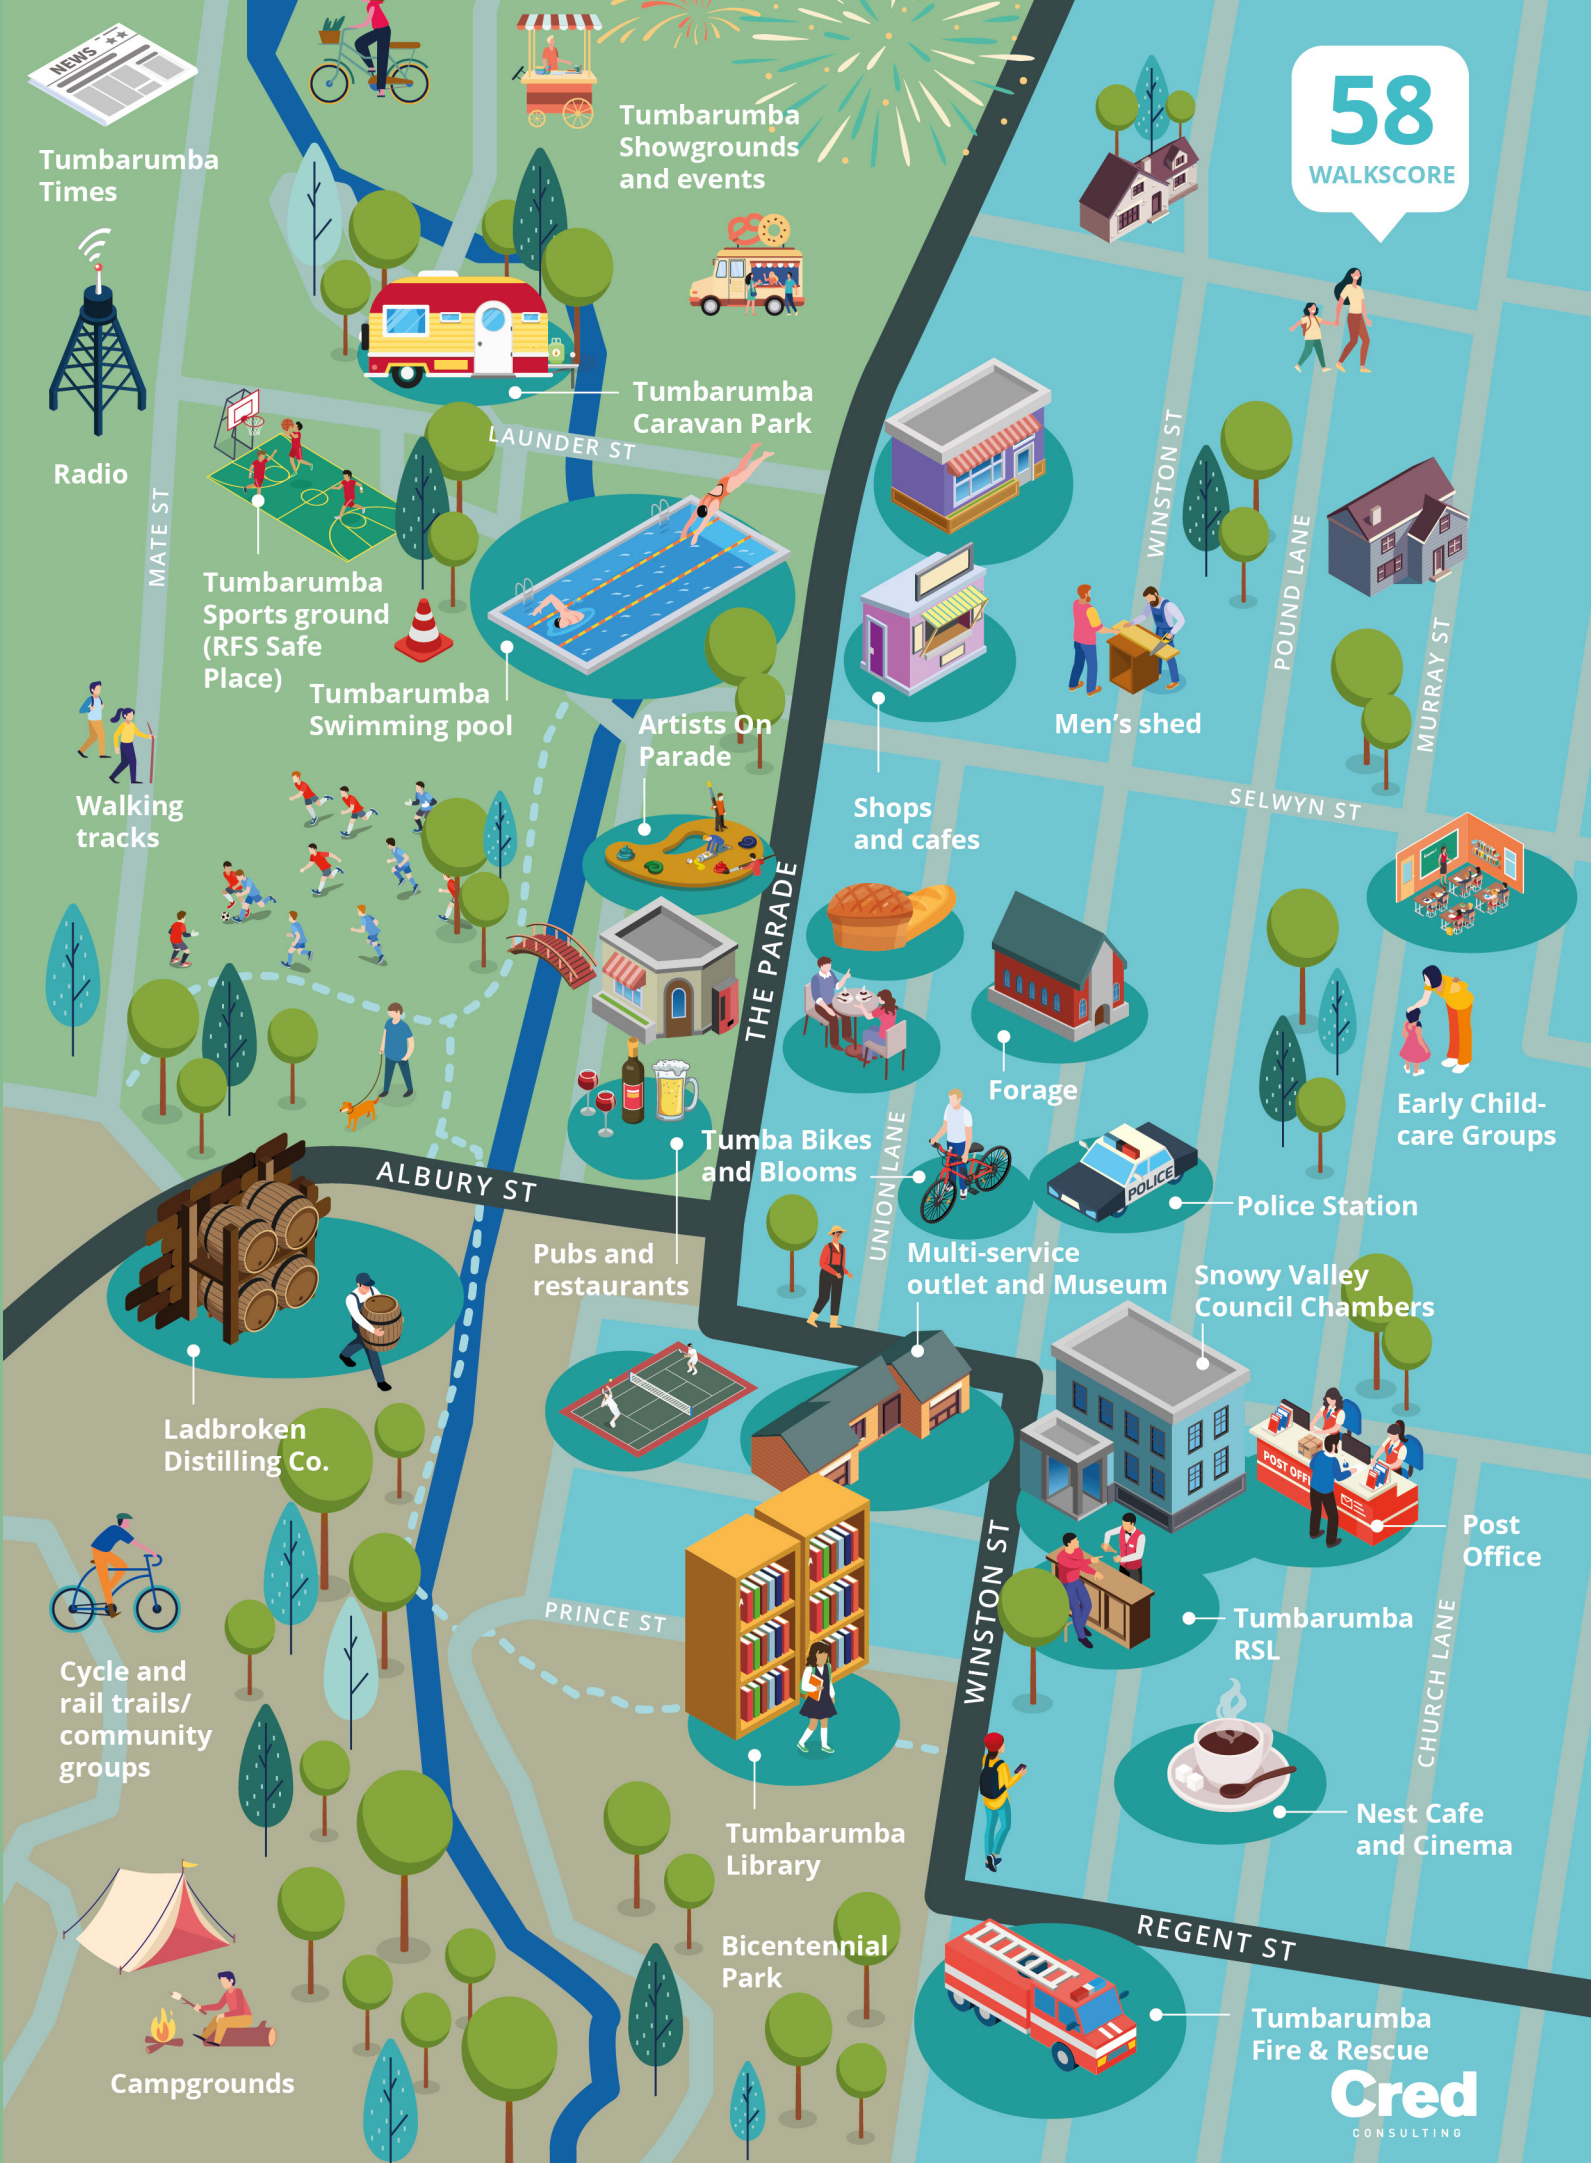 NEWS
Tumbarumba
Times
Tumbarumba
Showgrounds
and events
58
WALKSCORE
Radio
Tumbarumba
Caravan Park
LAUNDER ST
MATE ST
WINSTON ST
POUND LANE
MURRAY ST
Tumbarumba
Sports ground
(RFS Safe
Place)
Tumbarumba
Swimming pool
Artists On
Parade
Men's shed
Walking
tracks
Shops
and cafes
SELWYN ST
THE PARADE
Forage
Early Child-
care Groups
Tumba Bikes
and Blooms
UNION LANE
POLICE
Police Station
ALBURY ST
Pubs and
restaurants
Multi-service
outlet and Museum
Snowy Valley
Council Chambers
Ladbroken
Distilling Co.
POST OFFI
Post
Office
A
A
PRINCE ST
WINSTON ST
Tumbarumba
RSL
CHURCH LANE
Cycle and
rail trails/
community
groups
Nest Cafe
and Cinema
Tumbarumba
Library
Bicentennial
Park
REGENT ST
Tumbarumba
Fire & Rescue
Campgrounds
Cred
CONSULTING